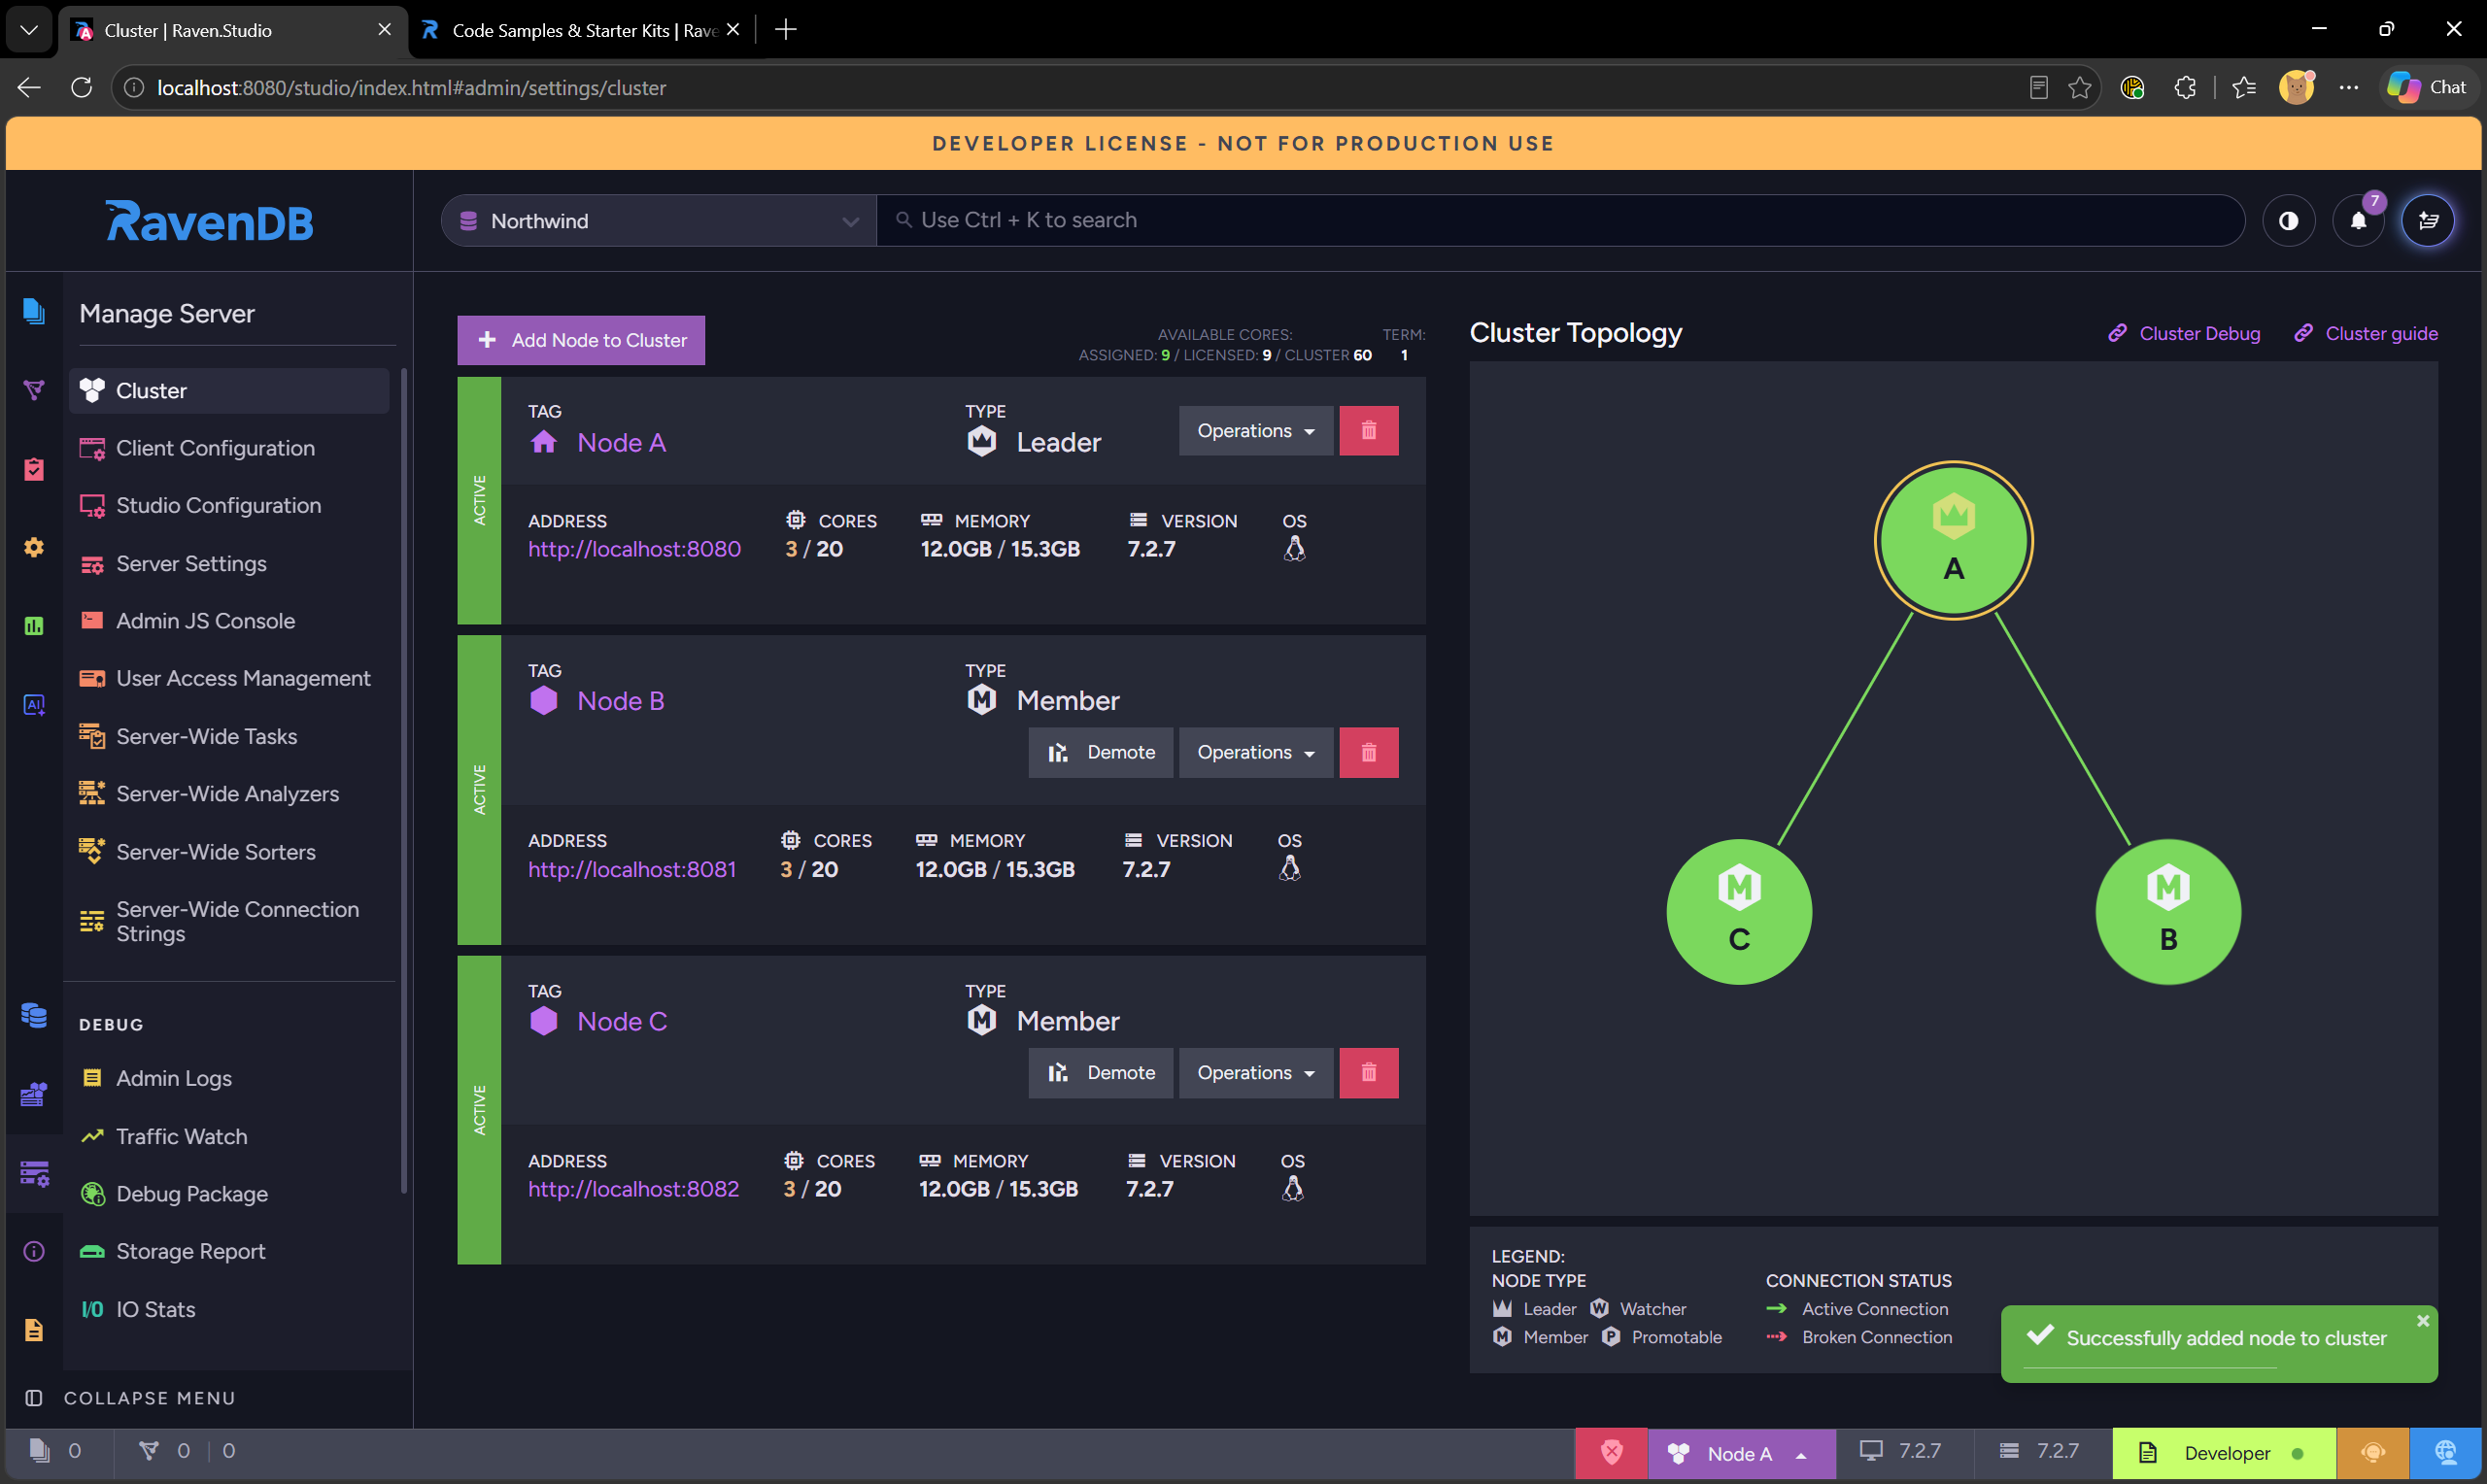 Cluster | Raven.Studio
Code Samples & Starter Kits | Rave
localhost:8080/studio/index.html#admin/settings/cluster
Chat
DEVELOPER LICENSE - NOT FOR PRODUCTION USE
RavenDB
Northwind
Use Ctrl + K to search
7
Manage Server
Cluster
Client Configuration
Studio Configuration
Server Settings
Admin JS Console
User Access Management
Server-Wide Tasks
Server-Wide Analyzers
Server-Wide Sorters
Server-Wide Connection
Strings
DEBUG
Admin Logs
Traffic Watch
Debug Package
Storage Report
I/O IO Stats
AI
COLLAPSE MENU
Add Node to Cluster
AVAILABLE CORES:
ASSIGNED: 9 / LICENSED: 9 / CLUSTER 60
TERM:
1
ACTIVE
TAG
Node A
TYPE
Leader
Operations
ADDRESS
http://localhost:8080
CORES
3 / 20
MEMORY
12.0GB / 15.3GB
VERSION
7.2.7
OS
ACTIVE
TAG
Node B
TYPE
M Member
Demote
Operations
ADDRESS
http://localhost:8081
CORES
3 / 20
MEMORY
12.0GB / 15.3GB
VERSION
7.2.7
OS
ACTIVE
TAG
Node C
TYPE
M Member
Demote
Operations
ADDRESS
http://localhost:8082
CORES
3 / 20
MEMORY
12.0GB / 15.3GB
VERSION
7.2.7
OS
Cluster Topology
Cluster Debug
Cluster guide
A
M
C
M
B
LEGEND:
NODE TYPE
Leader
W Watcher
M Member
P Promotable
CONNECTION STATUS
Active Connection
Broken Connection
Successfully added node to cluster
0
0 | 0
Node A
7.2.7
7.2.7
Developer